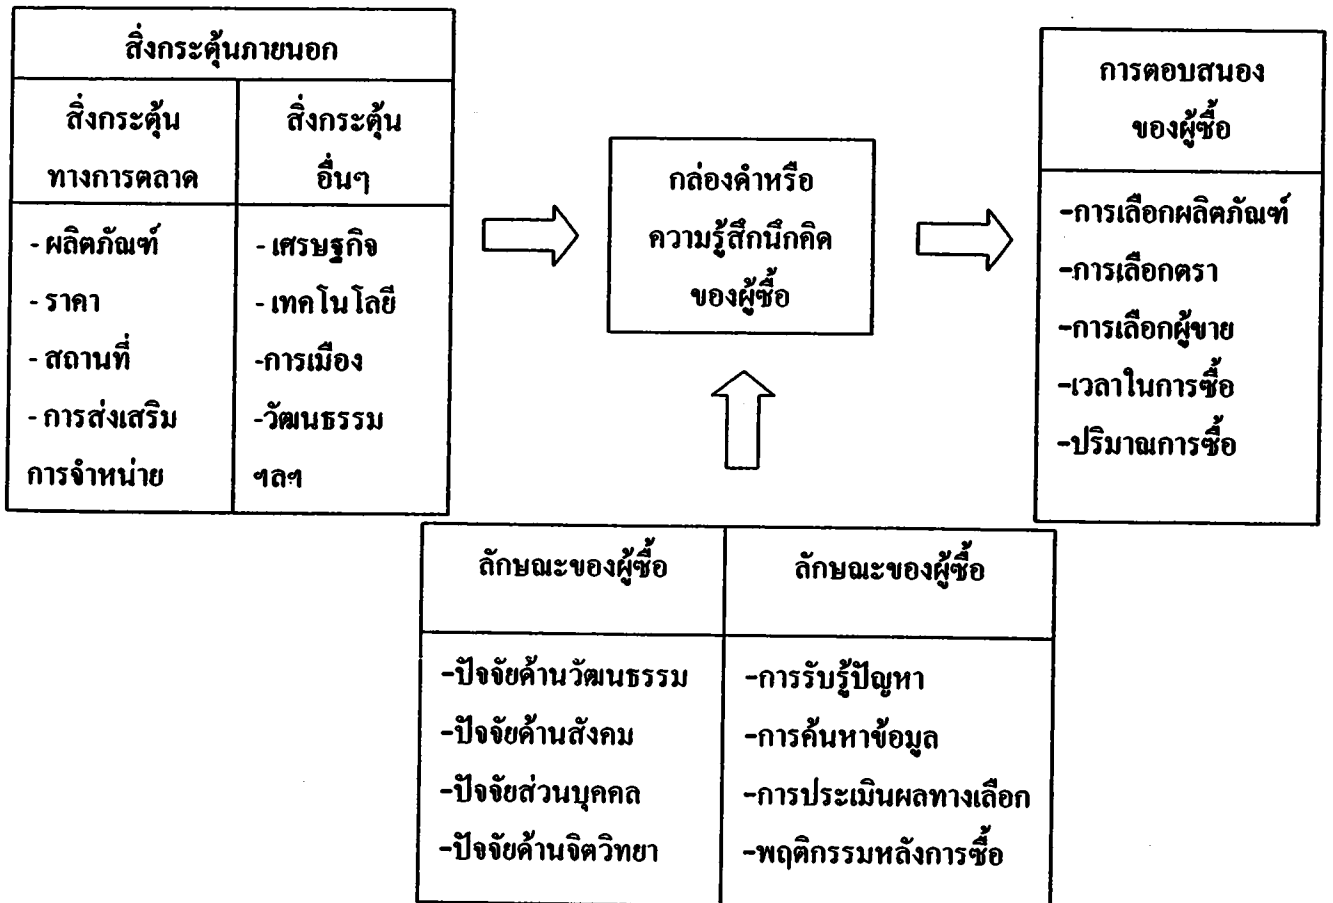 สิ่งกระตุ้นภายนอก
สิ่งกระตุ้น
ทางการตลาด
- ผลิตภัณฑ์
- ราคา
- สถานที่
- การส่งเสริม
การจำหน่าย
สิ่งกระตุ้น
อื่นๆ
- เศรษฐกิจ
- เทคโนโลยี
-การเมือง
-วัฒนธรรม
ฯลฯ
กล่องดำหรือ
ความรู้สึกนึกคิด
ของผู้ซื้อ
การตอบสนอง
ของผู้ซื้อ
-การเลือกผลิตภัณฑ์
-การเลือกตรา
-การเลือกผู้ขาย
-เวลาในการซื้อ
-ปริมาณการซื้อ
ลักษณะของผู้ซื้อ
-ปัจจัยด้านวัฒนธรรม
-ปัจจัยด้านสังคม
-ปัจจัยส่วนบุคคล
-ปัจจัยด้านจิตวิทยา
ลักษณะของผู้ซื้อ
-การรับรู้ปัญหา
-การค้นหาข้อมูล
-การประเมินผลทางเลือก
-พฤติกรรมหลังการซื้อ